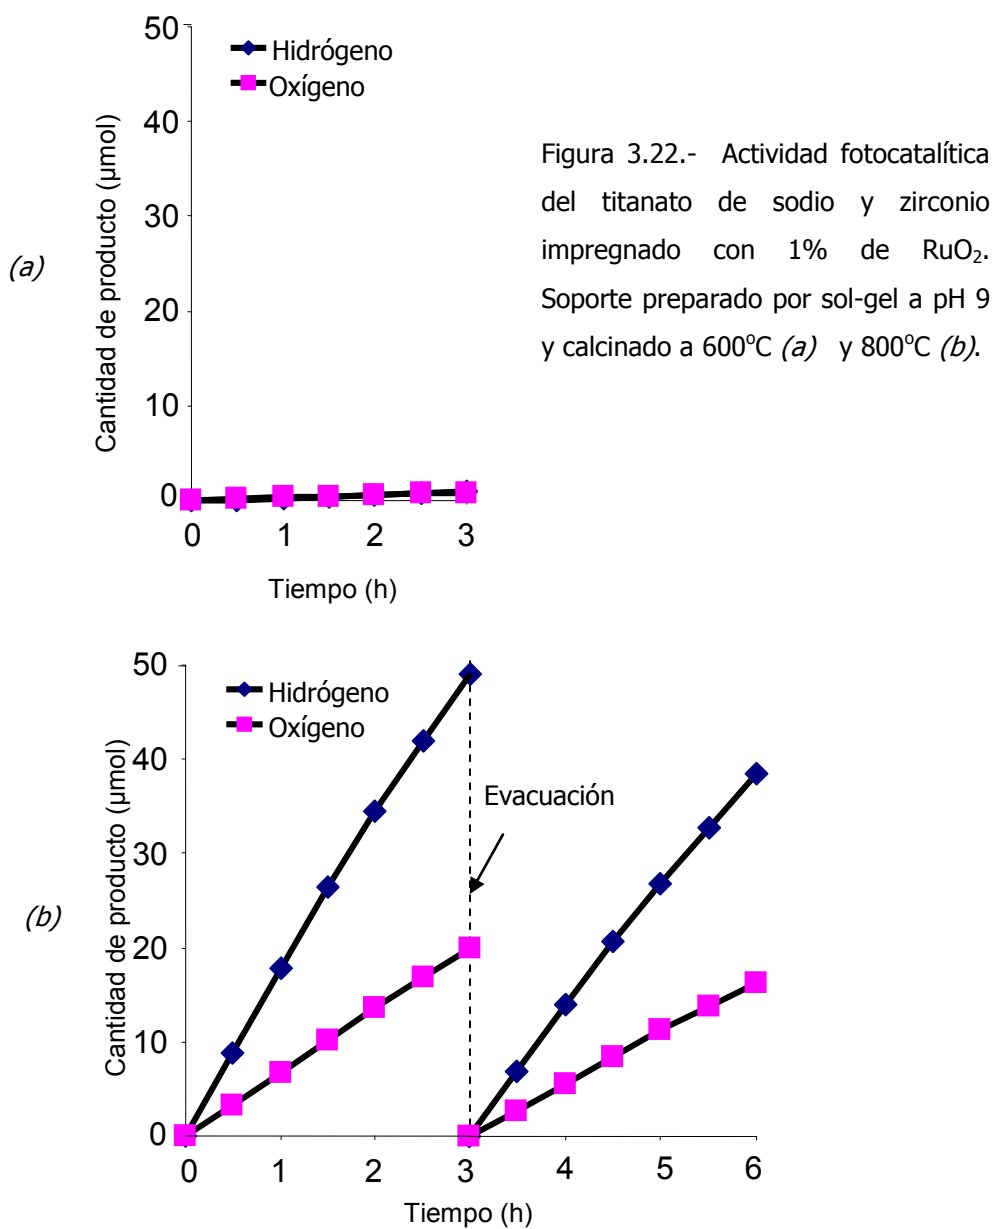 50
40
30
20
10
0
Cantidad de producto (µmol)
Hidrógeno
Oxígeno
0 1 2 3
Tiempo (h)
(a)
Figura 3.22.- Actividad fotocatalítica
del titanato de sodio y zirconio
impregnado con 1% de RuO₂.
Soporte preparado por sol-gel a pH 9
y calcinado a 600°C (a) y 800°C (b).
50
40
30
20
10
0
Cantidad de producto (µmol)
Hidrógeno
Oxígeno
Evacuación
(b)
0 1 2 3 4 5 6
Tiempo (h)